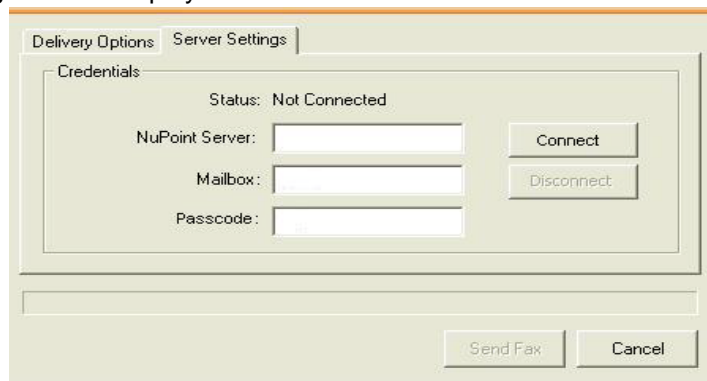 Delivery Options Server Settings
Credentials
Status: Not Connected
NuPoint Server: Connect
Mailbox: Disconnect
Passcode:
Send Fax Cancel